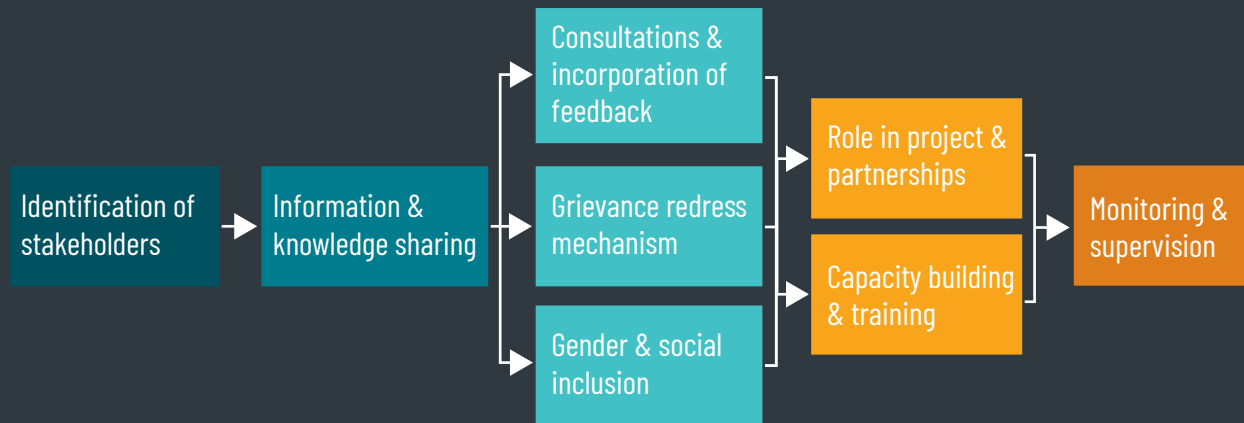 Identification of
stakeholders
Information &
knowledge sharing
Consultations &
incorporation of
feedback
Grievance redress
mechanism
Gender & social
inclusion
Role in project &
partnerships
Capacity building
& training
Monitoring &
supervision